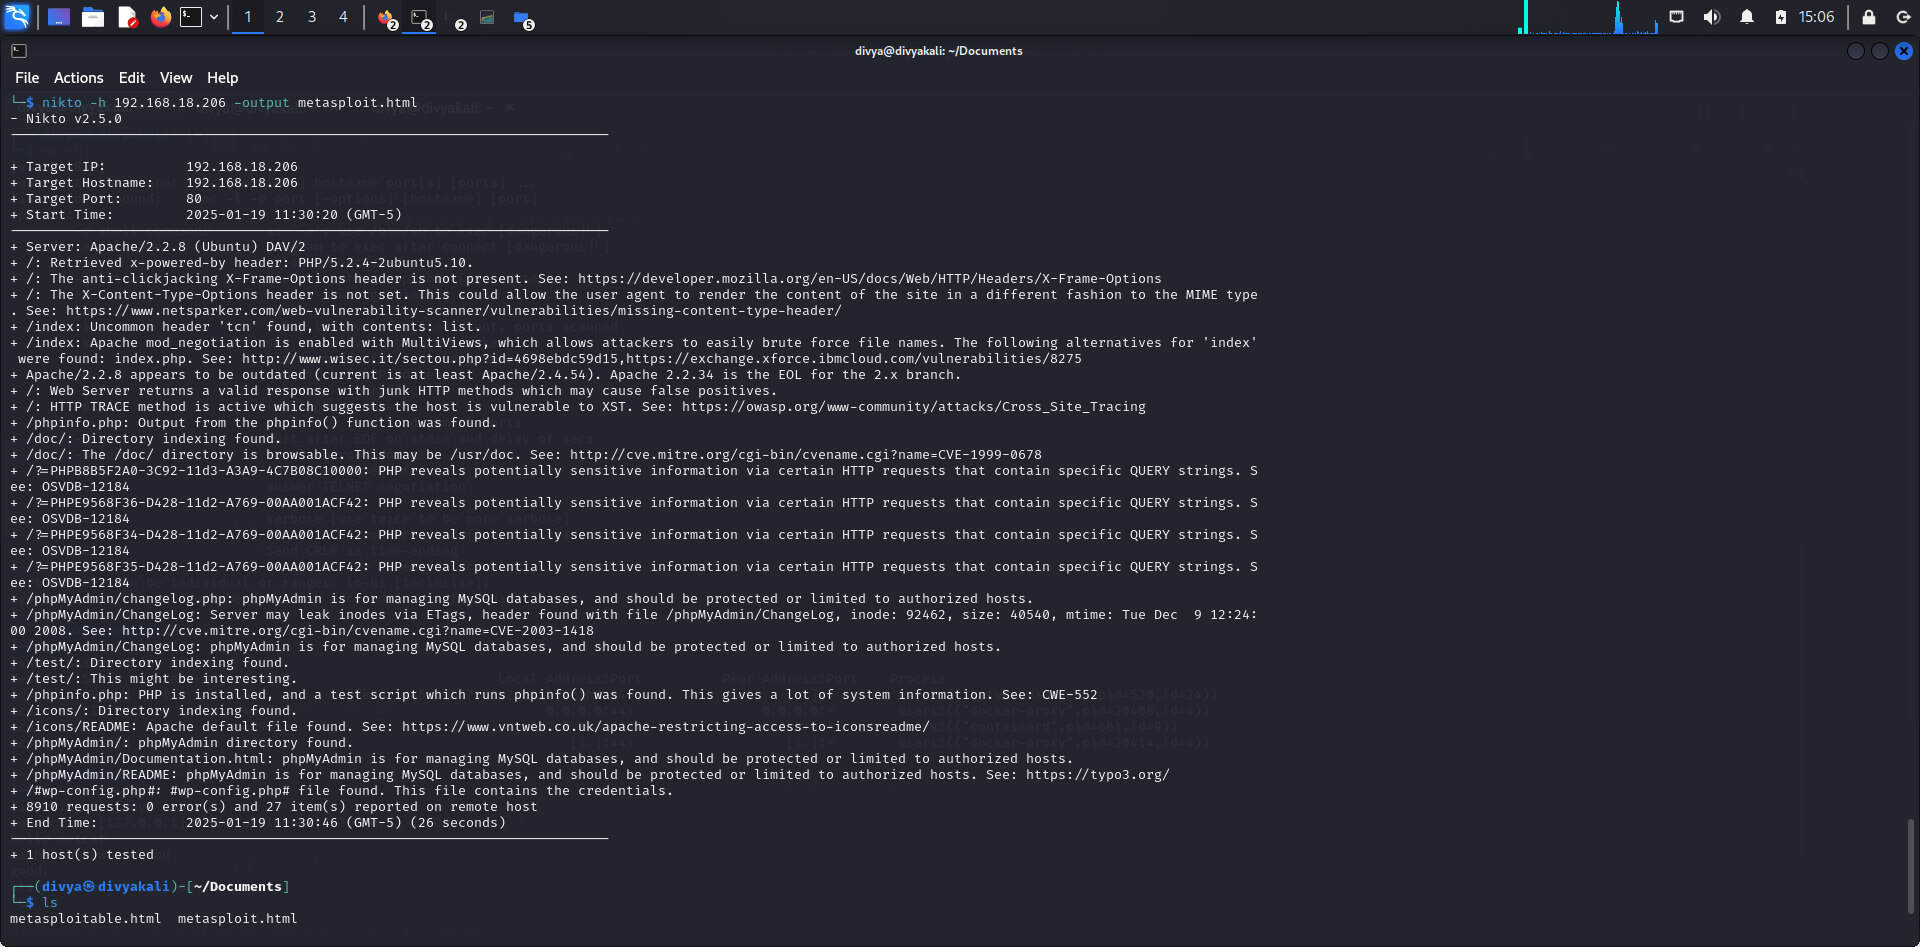 1 2 3 4 2 2 2 5 15:06
divya@divyakali: ~/Documents
File Actions Edit View Help
└─$ nikto -h 192.168.18.206 -output metasploit.html
- Nikto v2.5.0
+ Target IP: 192.168.18.206
+ Target Hostname: 192.168.18.206
+ Target Port: 80
+ Start Time: 2025-01-19 11:30:20 (GMT-5)
+ Server: Apache/2.2.8 (Ubuntu) DAV/2
+ /: Retrieved x-powered-by header: PHP/5.2.4-2ubuntu5.10.
+ /: The anti-clickjacking X-Frame-Options header is not present. See: https://developer.mozilla.org/en-US/docs/Web/HTTP/Headers/X-Frame-Options
+ /: The X-Content-Type-Options header is not set. This could allow the user agent to render the content of the site in a different fashion to the MIME type
. See: https://www.netsparker.com/web-vulnerability-scanner/vulnerabilities/missing-content-type-header/
+ /index: Uncommon header 'tcn' found, with contents: list.
+ /index: Apache mod_negotiation is enabled with MultiViews, which allows attackers to easily brute force file names. The following alternatives for 'index'
were found: index.php. See: http://www.wisec.it/sectou.php?id=4698ebdc59d15,https://exchange.xforce.ibmcloud.com/vulnerabilities/8275
+ Apache/2.2.8 appears to be outdated (current is at least Apache/2.4.54). Apache 2.2.34 is the EOL for the 2.x branch.
+ /: Web Server returns a valid response with junk HTTP methods which may cause false positives.
+ /: HTTP TRACE method is active which suggests the host is vulnerable to XST. See: https://owasp.org/www-community/attacks/Cross_Site_Tracing
+ /phpinfo.php: Output from the phpinfo() function was found.
+ /doc/: Directory indexing found.
+ /doc/: The /doc/ directory is browsable. This may be /usr/doc. See: http://cve.mitre.org/cgi-bin/cvename.cgi?name=CVE-1999-0678
+ /?=PHPB8B5F2A0-3C92-11d3-A3A9-4C7B08C10000: PHP reveals potentially sensitive information via certain HTTP requests that contain specific QUERY strings. S
ee: OSVDB-12184
+ /?=PHPE9568F36-D428-11d2-A769-00AA001ACF42: PHP reveals potentially sensitive information via certain HTTP requests that contain specific QUERY strings. S
ee: OSVDB-12184
+ /?=PHPE9568F34-D428-11d2-A769-00AA001ACF42: PHP reveals potentially sensitive information via certain HTTP requests that contain specific QUERY strings. S
ee: OSVDB-12184
+ /?=PHPE9568F35-D428-11d2-A769-00AA001ACF42: PHP reveals potentially sensitive information via certain HTTP requests that contain specific QUERY strings. S
ee: OSVDB-12184
+ /phpMyAdmin/changelog.php: phpMyAdmin is for managing MySQL databases, and should be protected or limited to authorized hosts.
+ /phpMyAdmin/ChangeLog: Server may leak inodes via ETags, header found with file /phpMyAdmin/ChangeLog, inode: 92462, size: 40540, mtime: Tue Dec  9 12:24:
00 2008. See: http://cve.mitre.org/cgi-bin/cvename.cgi?name=CVE-2003-1418
+ /phpMyAdmin/ChangeLog: phpMyAdmin is for managing MySQL databases, and should be protected or limited to authorized hosts.
+ /test/: Directory indexing found.
+ /test/: This might be interesting.
+ /phpinfo.php: PHP is installed, and a test script which runs phpinfo() was found. This gives a lot of system information. See: CWE-552
+ /icons/: Directory indexing found.
+ /icons/README: Apache default file found. See: https://www.vntweb.co.uk/apache-restricting-access-to-iconsreadme/
+ /phpMyAdmin/: phpMyAdmin directory found.
+ /phpMyAdmin/Documentation.html: phpMyAdmin is for managing MySQL databases, and should be protected or limited to authorized hosts.
+ /phpMyAdmin/README: phpMyAdmin is for managing MySQL databases, and should be protected or limited to authorized hosts. See: https://typo3.org/
+ /#wp-config.php#: #wp-config.php# file found. This file contains the credentials.
+ 8910 requests: 0 error(s) and 27 item(s) reported on remote host
+ End Time: 2025-01-19 11:30:46 (GMT-5) (26 seconds)
+ 1 host(s) tested
┌──(divya㉿divyakali)-[~/Documents]
└─$ ls
metasploitable.html  metasploit.html